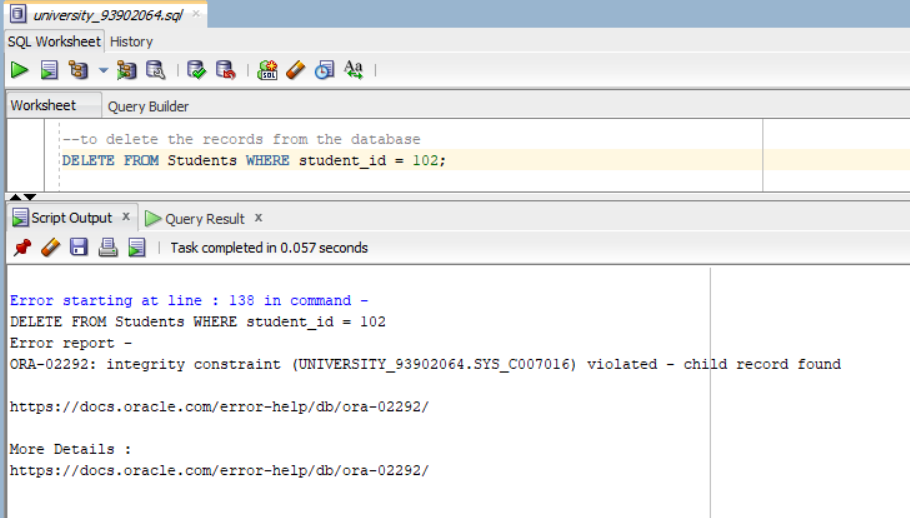 university_93902064.sql ×
SQL Worksheet History
SQL
Aa
Worksheet Query Builder
--to delete the records from the database
DELETE FROM Students WHERE student_id = 102;
Script Output x Query Result x
Task completed in 0.057 seconds
Error starting at line : 138 in command -
DELETE FROM Students WHERE student_id = 102
Error report -
ORA-02292: integrity constraint (UNIVERSITY_93902064.SYS_C007016) violated - child record found
https://docs.oracle.com/error-help/db/ora-02292/
More Details :
https://docs.oracle.com/error-help/db/ora-02292/